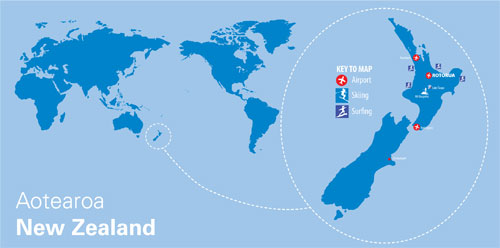 KEY TO MAP
Airport
Skiing
Surfing
ROTORUA
Aotearoa
New Zealand